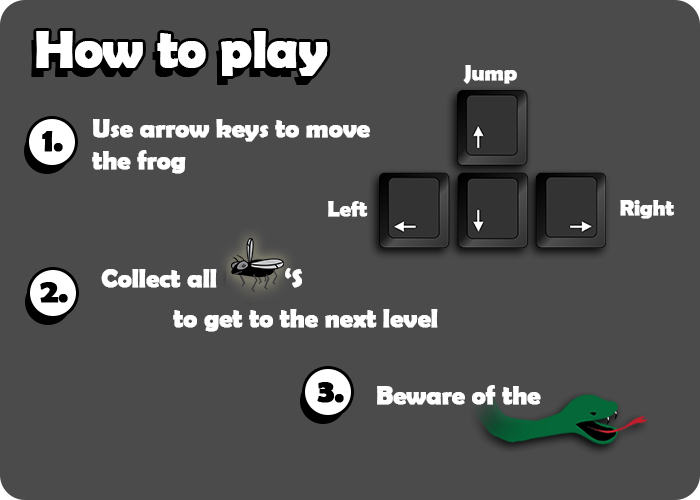 How to play
1.
Use arrow keys to move
the frog
Jump
↑
Left
←
↓
→
Right
2.
Collect all 'S
to get to the next level
3.
Beware of the